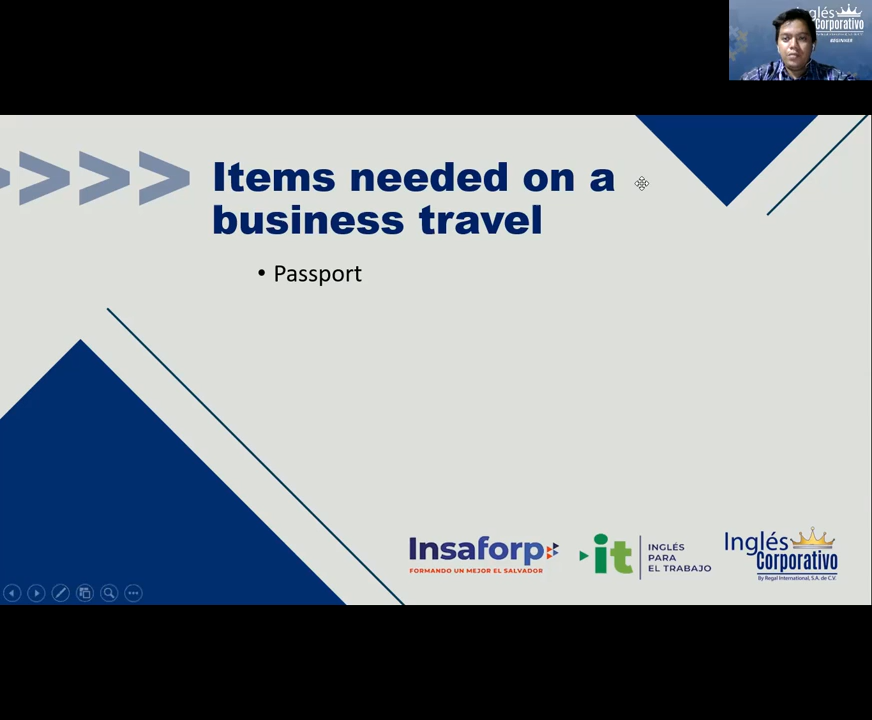 Inglés
Corporativo
BEGINNER
>>>>
Items needed on a
business travel
• Passport
Insaforp
FORMANDO UN MEJOR EL SALVADOR
it
INGLÉS
PARA
EL TRABAJO
Inglés
Corporativo
By Regal International, S.A. de C.V.